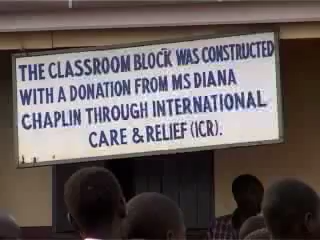 THE CLASSROOM BLOCK WAS CONSTRUCTED
WITH A DONATION FROM MS DIANA
CHAPLIN THROUGH INTERNATIONAL
CARE & RELIEF (ICR).